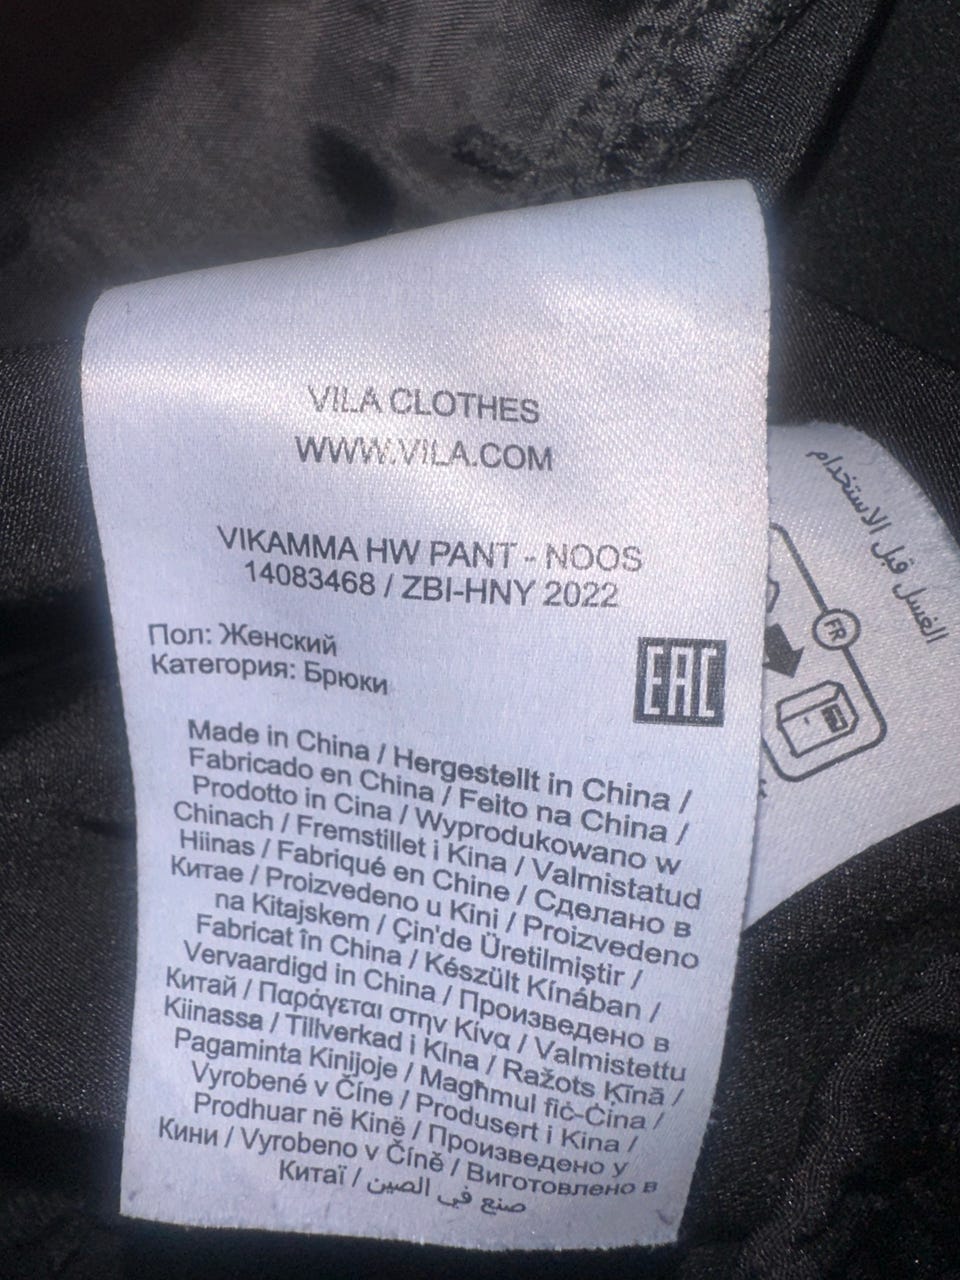 VILA CLOTHES
WWW.VILA.COM
VIKAMMA HW PANT - NOOS
14083468 / ZBI-HNY 2022
Пол: Женский
Категория: Брюки
EAC
Made in China / Hergestellt in China /
Fabricado en China / Feito na China /
Prodotto in Cina / Wyprodukowano w
Chinach / Fremstillet i Kina / Valmistatud
Hiinas / Fabriqué en Chine / Сделано в
Китае / Proizvedeno u Kini / Proizvedeno
na Kitajskem / Çin'de Üretilmiştir /
Fabricat în China / Készült Kínában /
Vervaardigd in China / Произведено в
Китай / Παράγεται στην Κίνα / Valmistettu
Kiinassa / Tillverkad i Kina / Ražots Ķīnā /
Pagaminta Kinijoje / Magħmul fiċ-Ċina /
Vyrobené v Číne / Produsert i Kina /
Prodhuar në Kinë / Произведено у
Кини / Vyrobeno v Číně / Виготовлено в
Китаї / صنع في الصين
الغسل قبل الاستخدام
FR